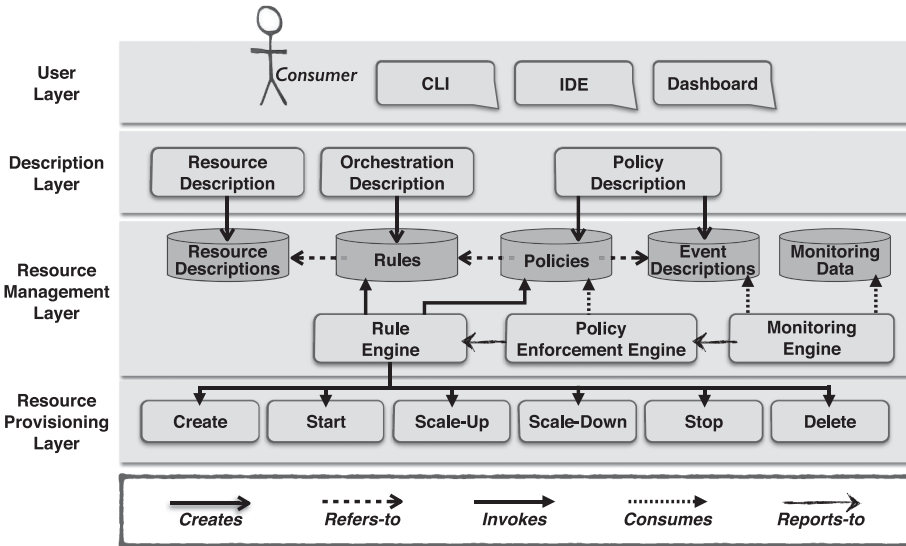 User
Layer
Consumer
CLI
IDE
Dashboard
Description
Layer
Resource
Description
Orchestration
Description
Policy
Description
Resource
Management
Layer
Resource
Descriptions
Rules
Policies
Event
Descriptions
Monitoring
Data
Rule
Engine
Policy
Enforcement Engine
Monitoring
Engine
Resource
Provisioning
Layer
Create
Start
Scale-Up
Scale-Down
Stop
Delete
Creates
Refers-to
Invokes
Consumes
Reports-to